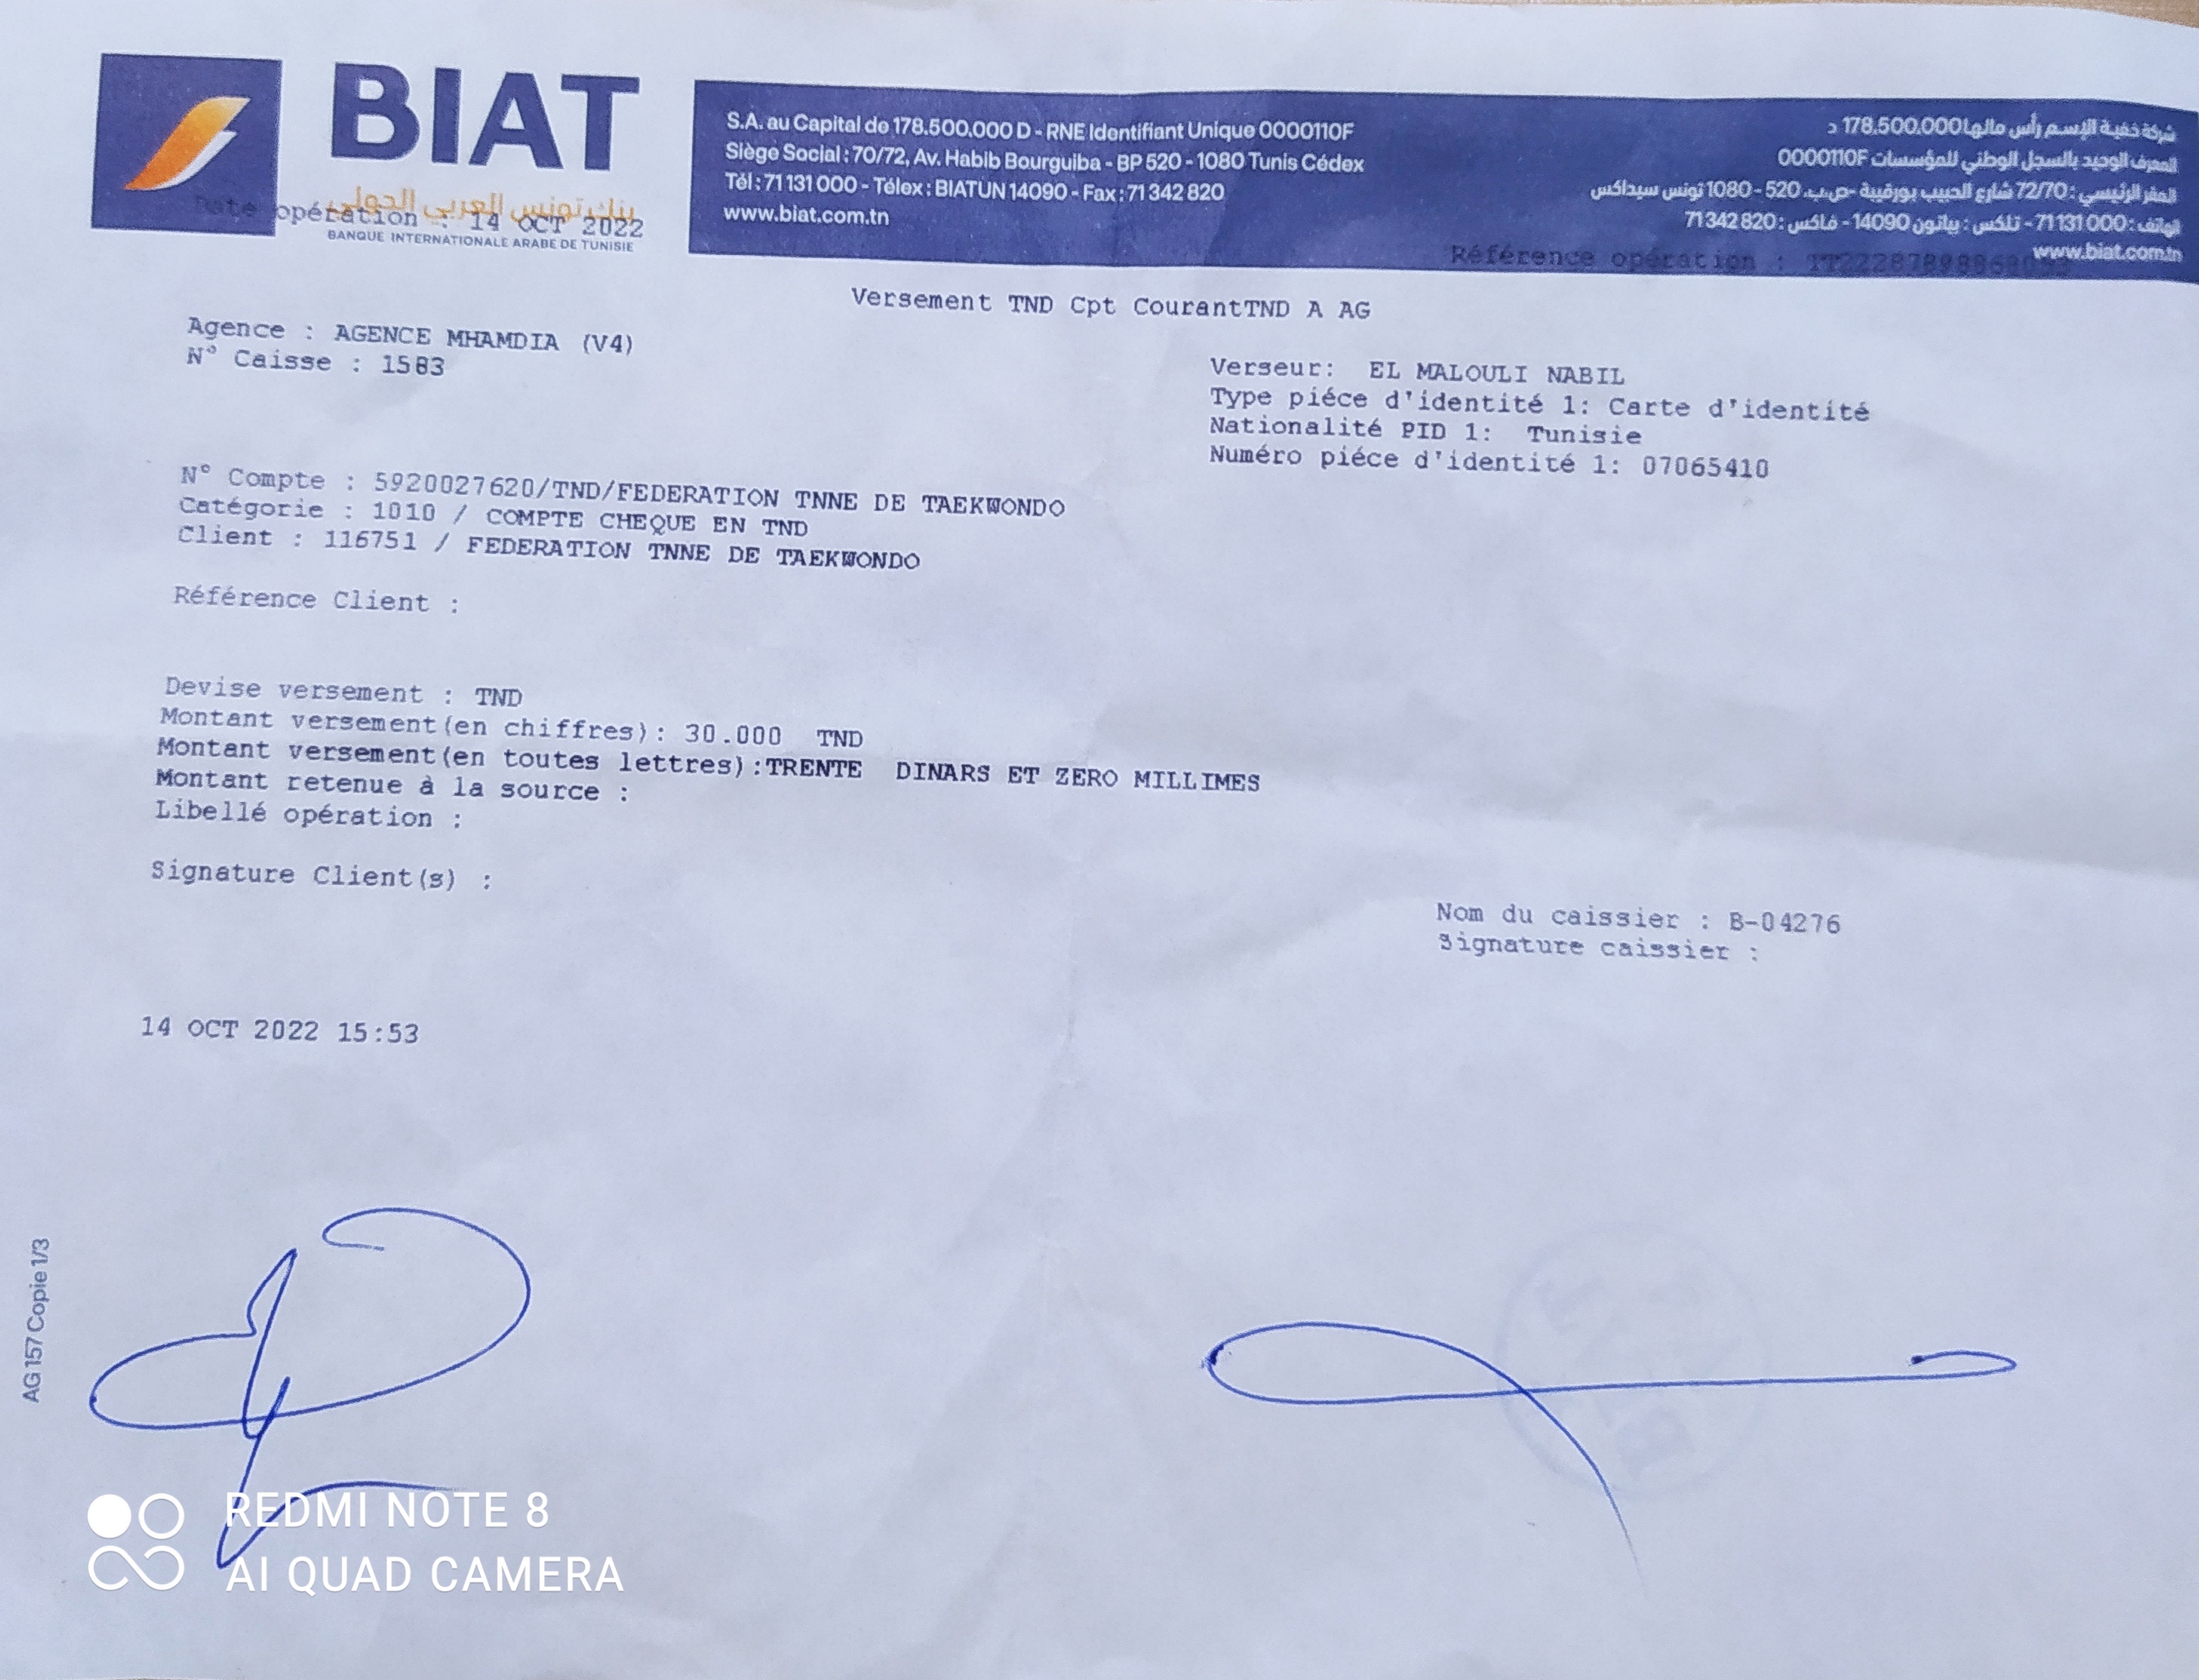 BIAT
بنك تونس العربي الدولي
BANQUE INTERNATIONALE ARABE DE TUNISIE
S.A. au Capital de 178.500.000 D - RNE Identifiant Unique 0000110F
Siège Social : 70/72, Av. Habib Bourguiba - BP 520 - 1080 Tunis Cédex
Tél : 71 131 000 - Télex : BIATUN 14090 - Fax : 71 342 820
www.biat.com.tn
شركة خفية الإسم رأس مالها 178.500.000 د
المعرف الوحيد بالسجل الوطني للمؤسسات 0000110F
المقر الرئيسي : 72/70 شارع الحبيب بورقيبة -ص.ب. 520 - 1080 تونس سيداكس
الهاتف : 71131 000 - تلكس : بياتون 14090 - فاكس : 71 342 820
www.biat.com.tn
Date opération : 14 OCT 2022
Référence opération :
Versement TND Cpt CourantTND A AG
Agence : AGENCE MHAMDIA (V4)
N° Caisse : 1583
Verseur: EL MALOULI NABIL
Type piéce d'identité 1: Carte d'identité
Nationalité PID 1: Tunisie
Numéro piéce d'identité 1: 07065410
N° Compte : 5920027620/TND/FEDERATION TNNE DE TAEKWONDO
Catégorie : 1010 / COMPTE CHEQUE EN TND
Client : 116751 / FEDERATION TNNE DE TAEKWONDO
Référence Client :
Devise versement : TND
Montant versement(en chiffres): 30.000 TND
Montant versement(en toutes lettres):TRENTE DINARS ET ZERO MILLIMES
Montant retenue à la source :
Libellé opération :
Signature Client(s) :
Nom du caissier : B-04276
Signature caissier :
14 OCT 2022 15:53
AG 157 Copie 1/3
REDMI NOTE 8
AI QUAD CAMERA